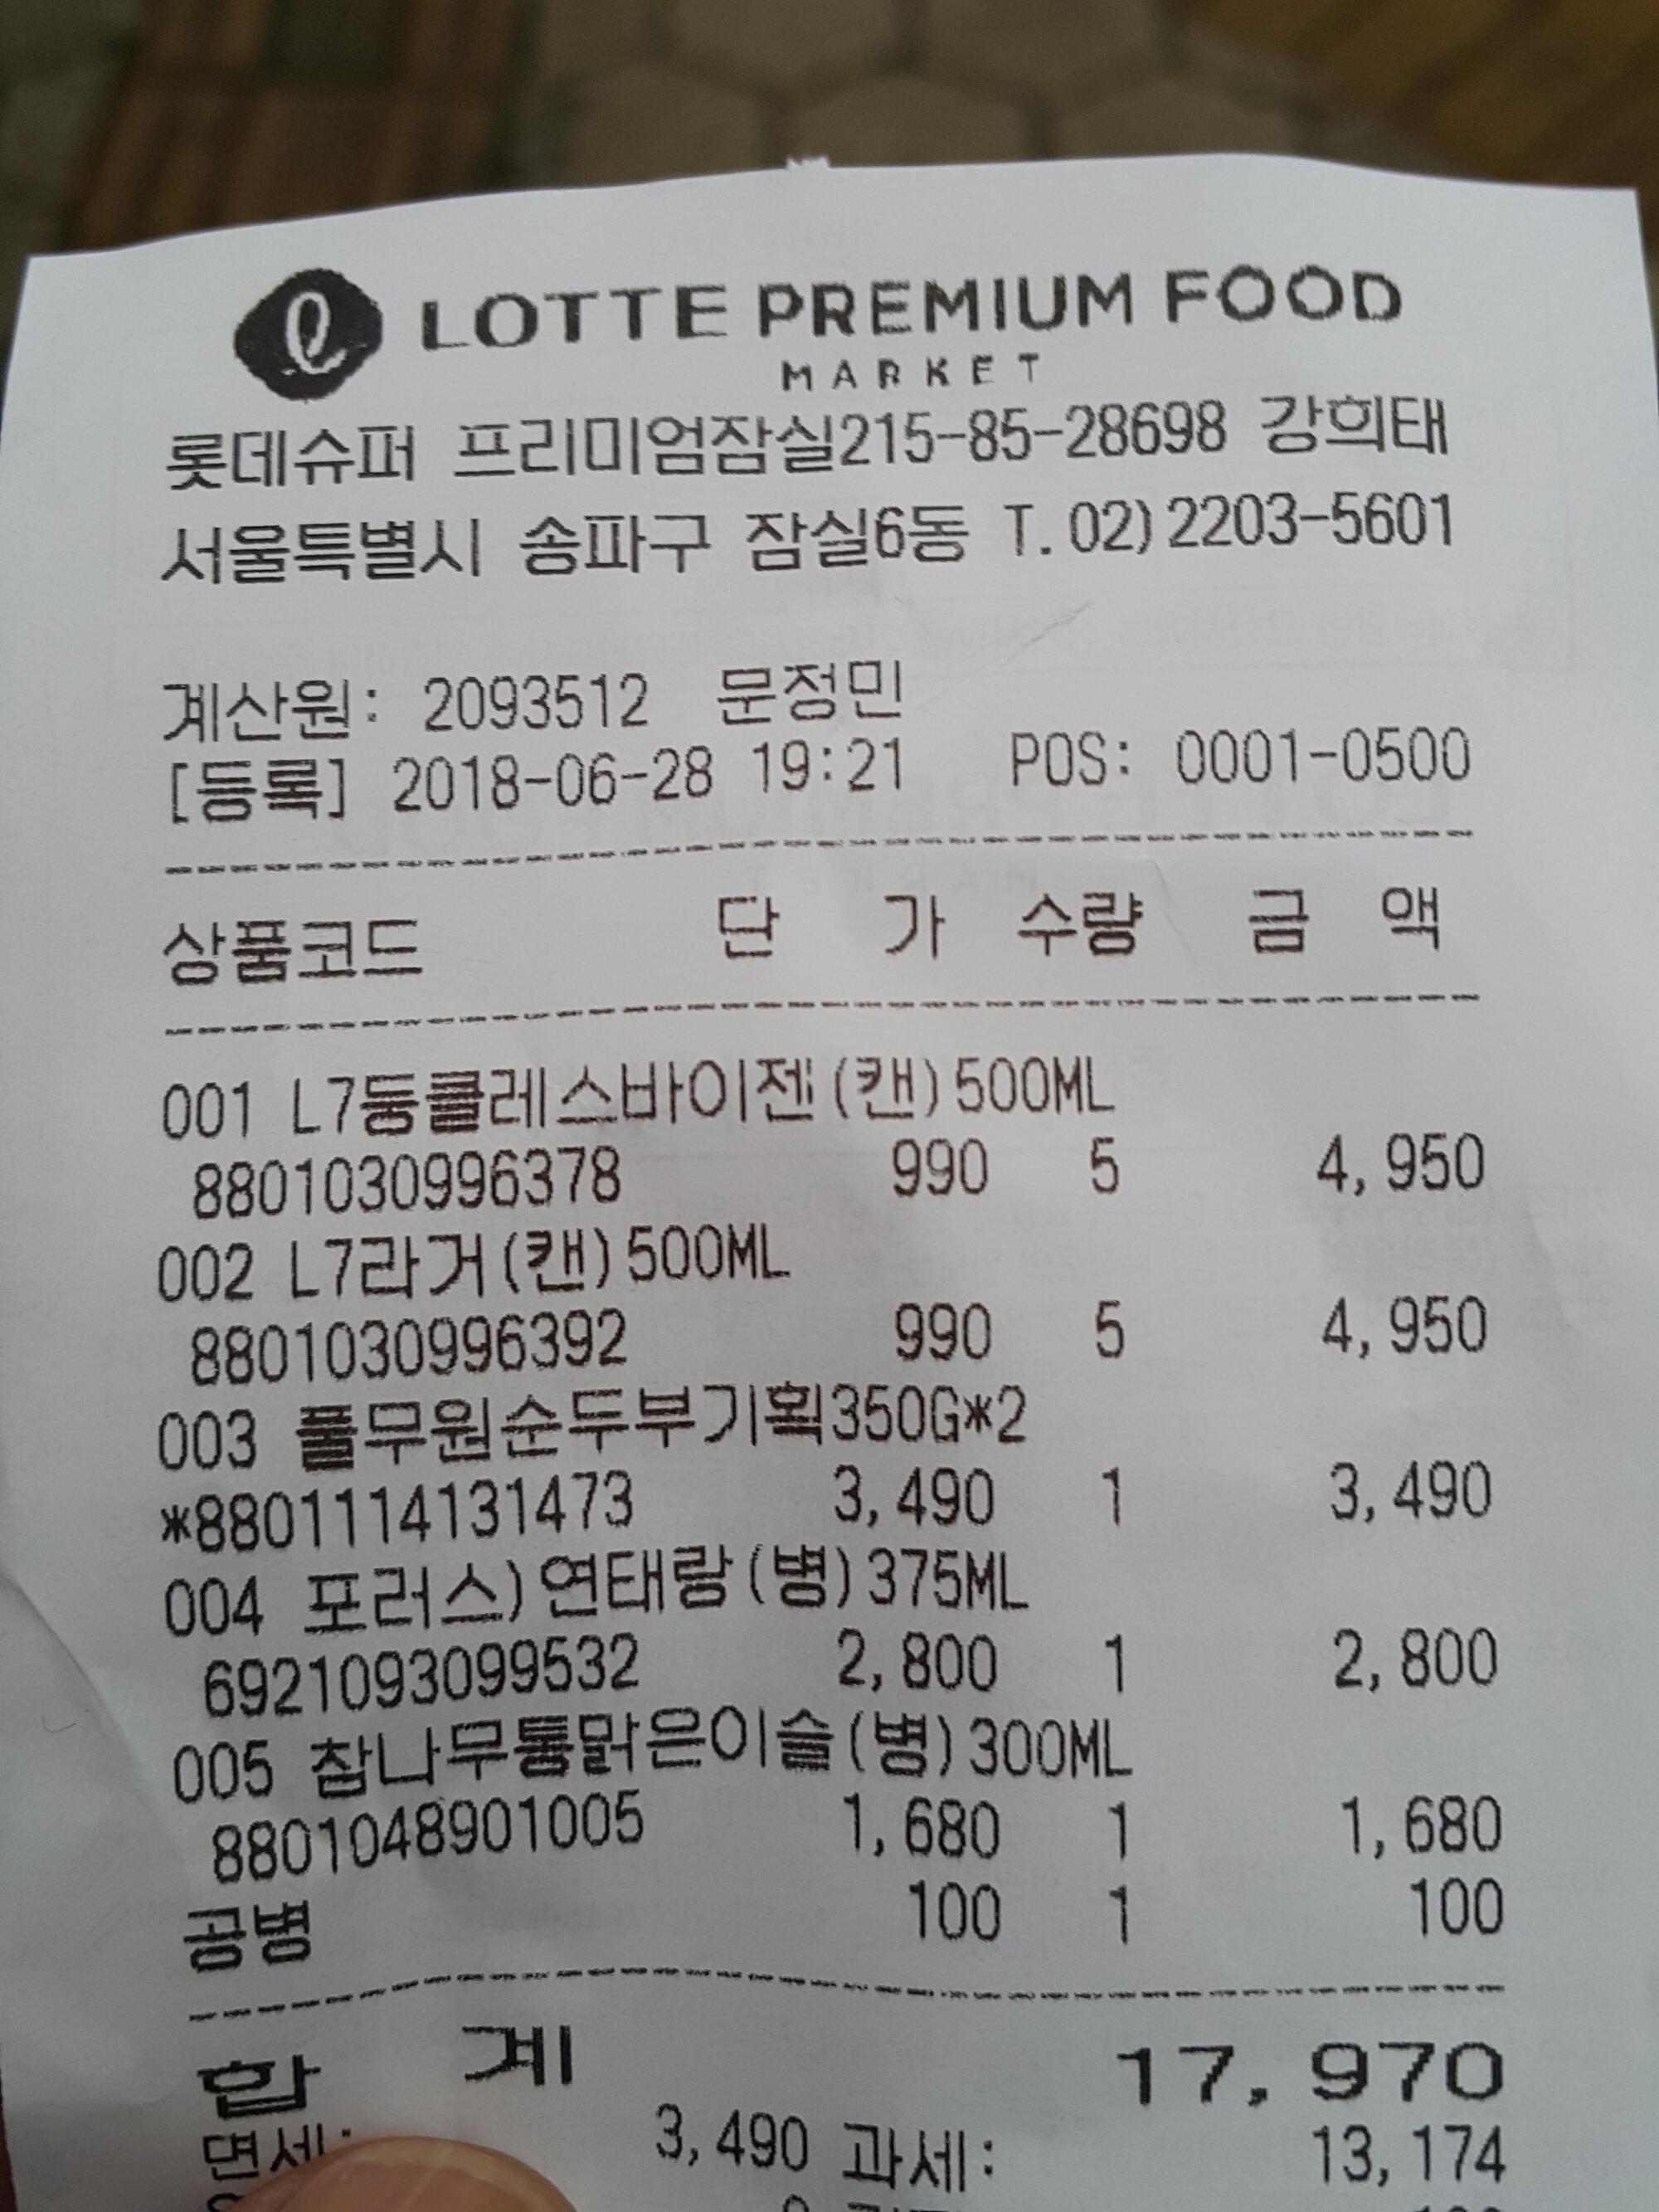 LOTTE PREMIUM FOOD
MARKET
롯데슈퍼 프리미엄잠실215-85-28698 강희태
서울특별시 송파구 잠실6동 T.02)2203-5601
계산원: 2093512 문정민
[등록] 2018-06-28 19:21 POS: 0001-0500
상품코드 단 가 수량 금 액
001 L7둥클레스바이젠(캔)500ML
8801030996378 990 5 4,950
002 L7라거(캔)500ML
8801030996392 990 5 4,950
003 풀무원순두부기획350G*2
*8801114131473 3,490 1 3,490
004 포러스)연태랑(병)375ML
6921093099532 2,800 1 2,800
005 참나무통맑은이슬(병)300ML
8801048901005 1,680 1 1,680
공병 100 1 100
합 계 17,970
면세: 3,490 과세: 13,174